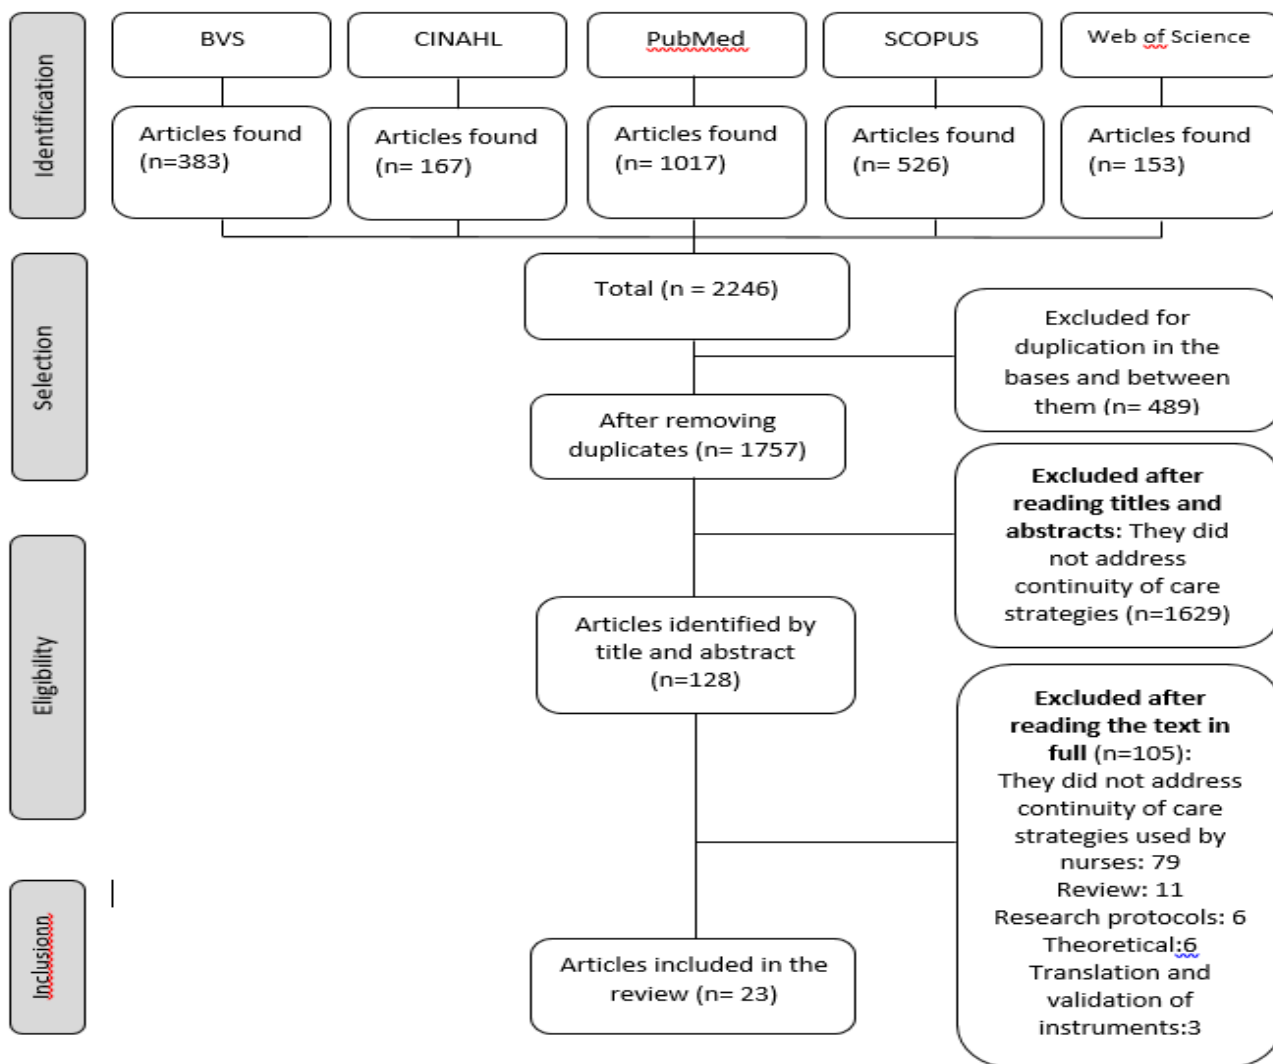 Identification
BVS
CINAHL
PubMed
SCOPUS
Web of Science
Articles found
(n=383)
Articles found
(n= 167)
Articles found
(n= 1017)
Articles found
(n= 526)
Articles found
(n= 153)
Selection
Total (n = 2246)
Excluded for
duplication in the
bases and between
them (n= 489)
After removing
duplicates (n= 1757)
Excluded after
reading titles and
abstracts: They did
not address
continuity of care
strategies (n=1629)
Eligibility
Articles identified by
title and abstract
(n=128)
Excluded after
reading the text in
full (n=105):
They did not address
continuity of care
strategies used by
nurses: 79
Review: 11
Research protocols: 6
Theoretical:6
Translation and
validation of
instruments:3
Inclusionn
Articles included in the
review (n= 23)